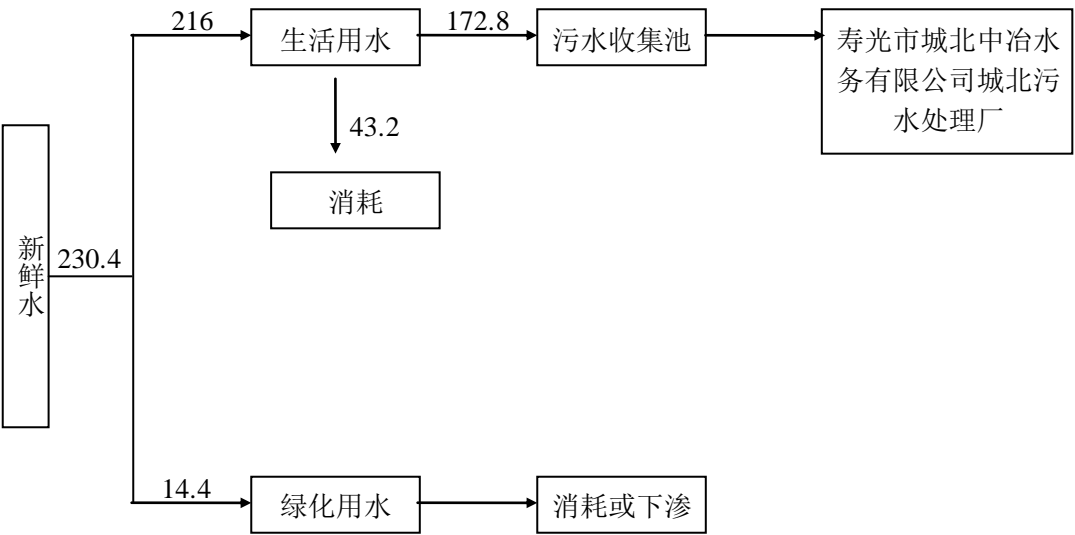 216
生活用水
172.8
污水收集池
寿光市城北中冶水
务有限公司城北污
水处理厂
43.2
消耗
新鲜水
230.4
14.4
绿化用水
消耗或下渗